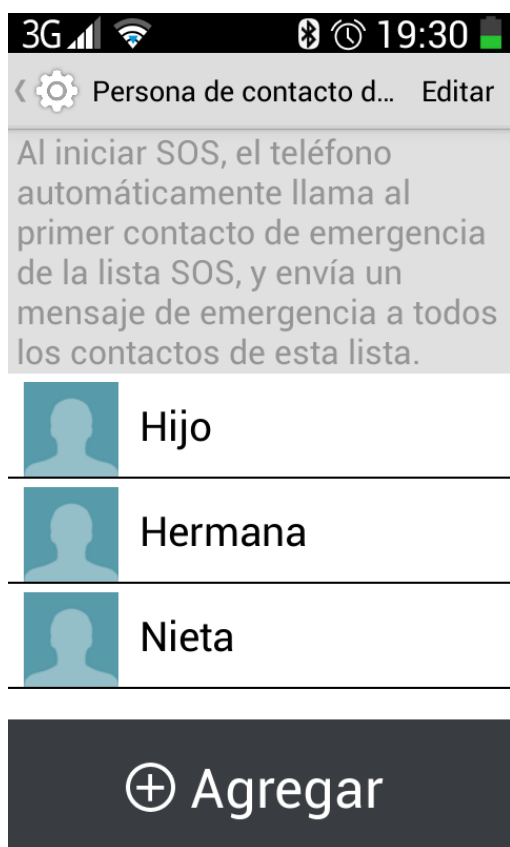 3G 19:30
Persona de contacto d... Editar
Al iniciar SOS, el teléfono
automáticamente llama al
primer contacto de emergencia
de la lista SOS, y envía un
mensaje de emergencia a todos
los contactos de esta lista.
Hijo
Hermana
Nieta
Agregar